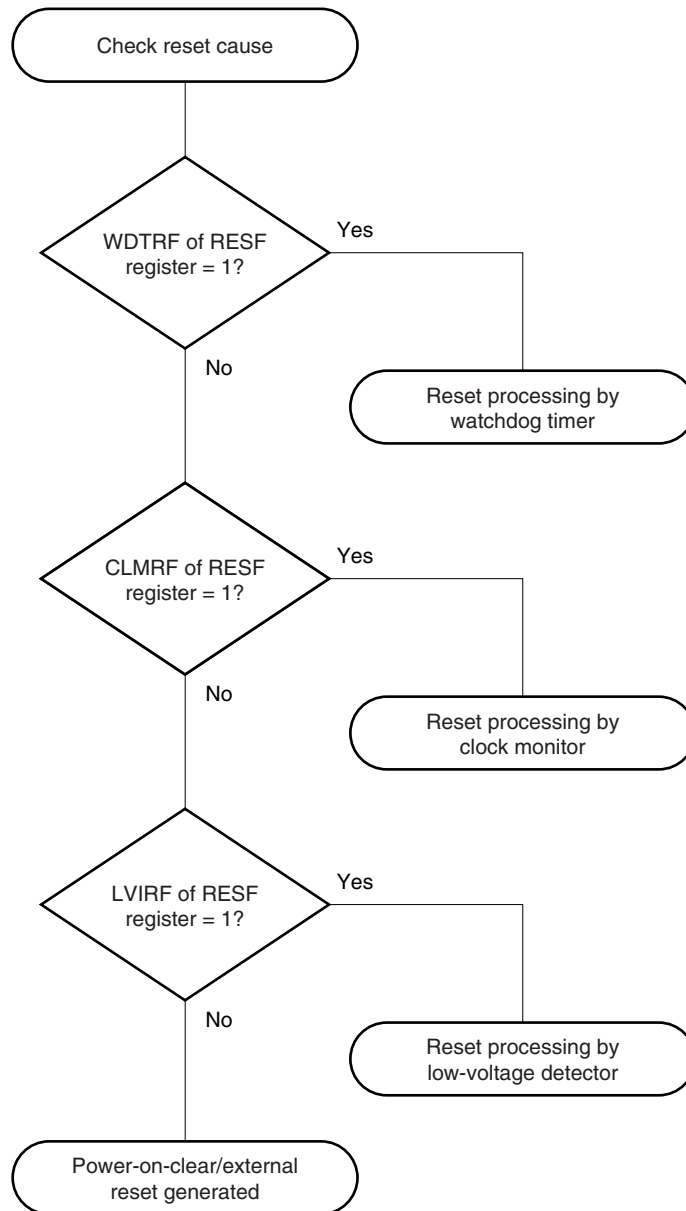 Check reset cause
WDTRF of RESF
register = 1?
Yes
No
Reset processing by
watchdog timer
CLMRF of RESF
register = 1?
Yes
No
Reset processing by
clock monitor
LVIRF of RESF
register = 1?
Yes
No
Reset processing by
low-voltage detector
Power-on-clear/external
reset generated